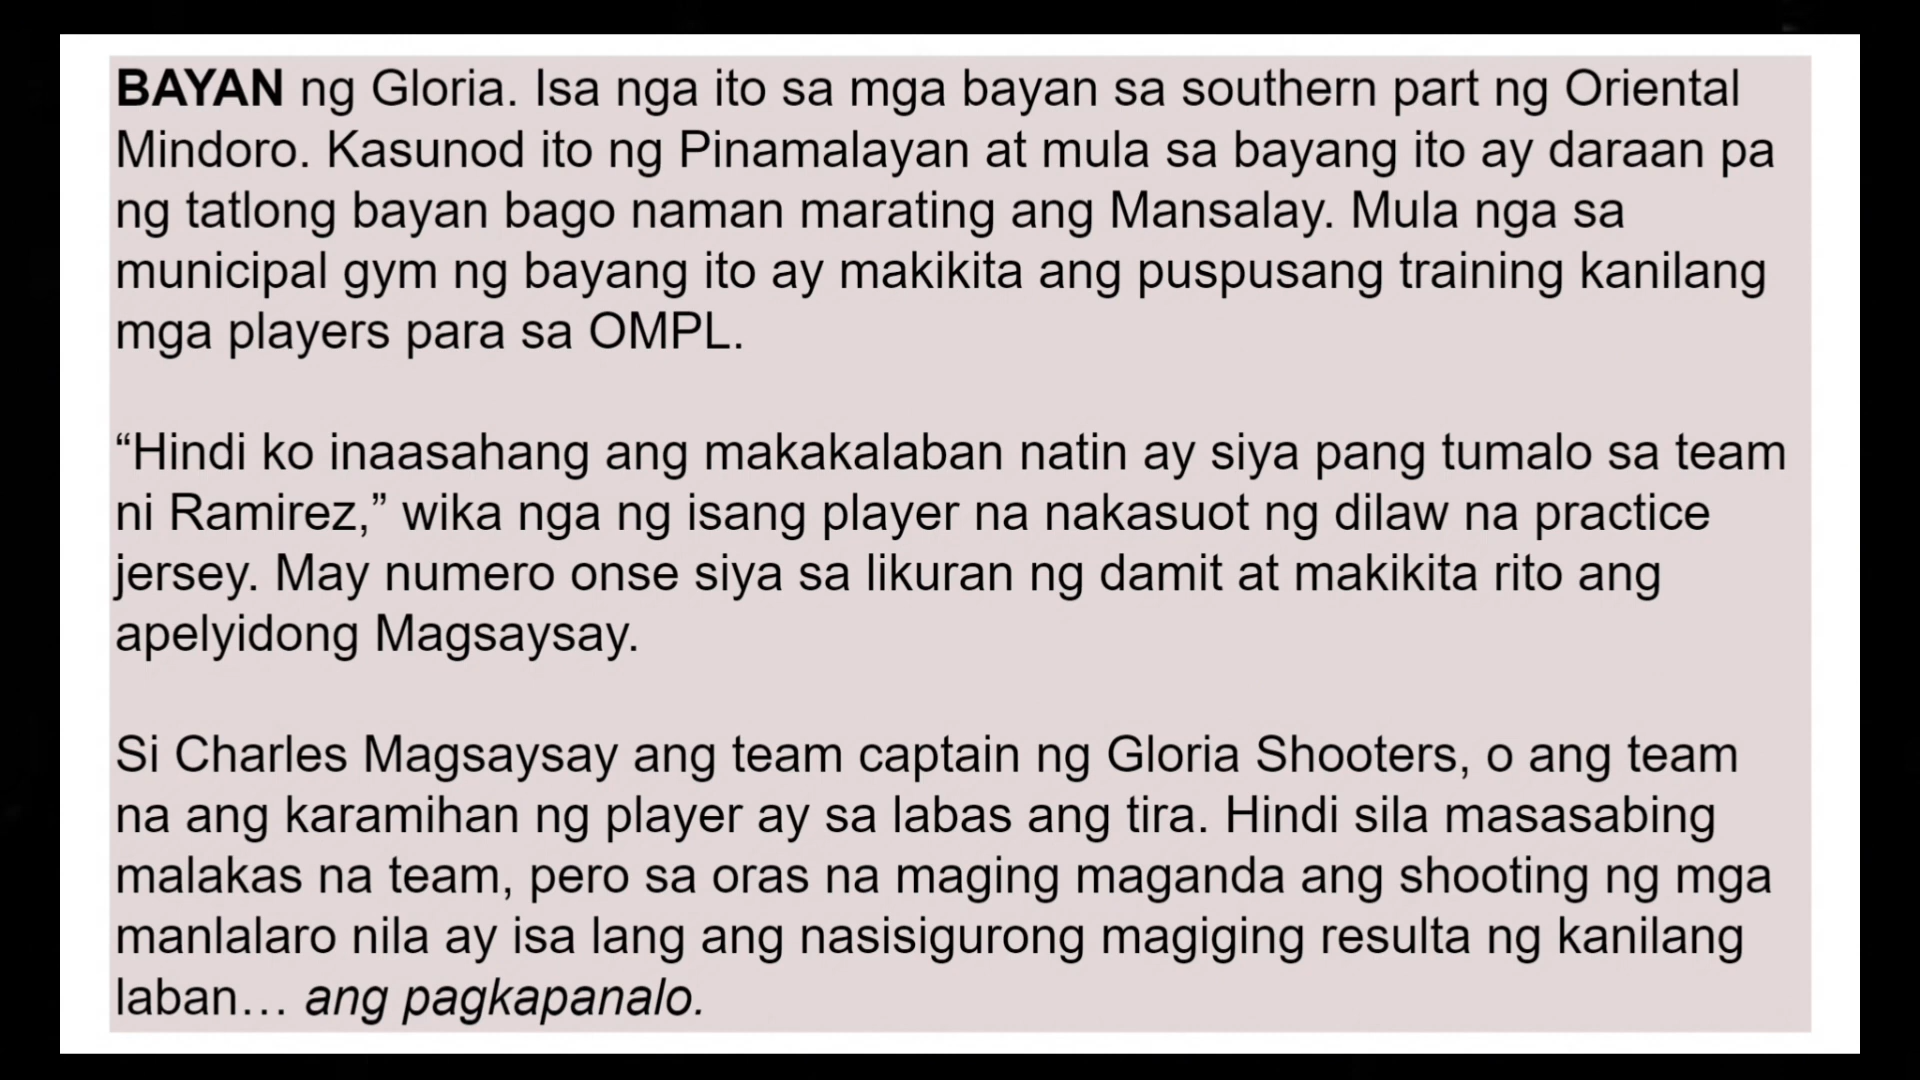 BAYAN ng Gloria. Isa nga ito sa mga bayan sa southern part ng Oriental
Mindoro. Kasunod ito ng Pinamalayan at mula sa bayang ito ay daraan pa
ng tatlong bayan bago naman marating ang Mansalay. Mula nga sa
municipal gym ng bayang ito ay makikita ang puspusang training kanilang
mga players para sa OMPL.
“Hindi ko inaasahang ang makakalaban natin ay siya pang tumalo sa team
ni Ramirez,” wika nga ng isang player na nakasuot ng dilaw na practice
jersey. May numero onse siya sa likuran ng damit at makikita rito ang
apelyidong Magsaysay.
Si Charles Magsaysay ang team captain ng Gloria Shooters, o ang team
na ang karamihan ng player ay sa labas ang tira. Hindi sila masasabing
malakas na team, pero sa oras na maging maganda ang shooting ng mga
manlalaro nila ay isa lang ang nasisigurong magiging resulta ng kanilang
laban… ang pagkapanalo.